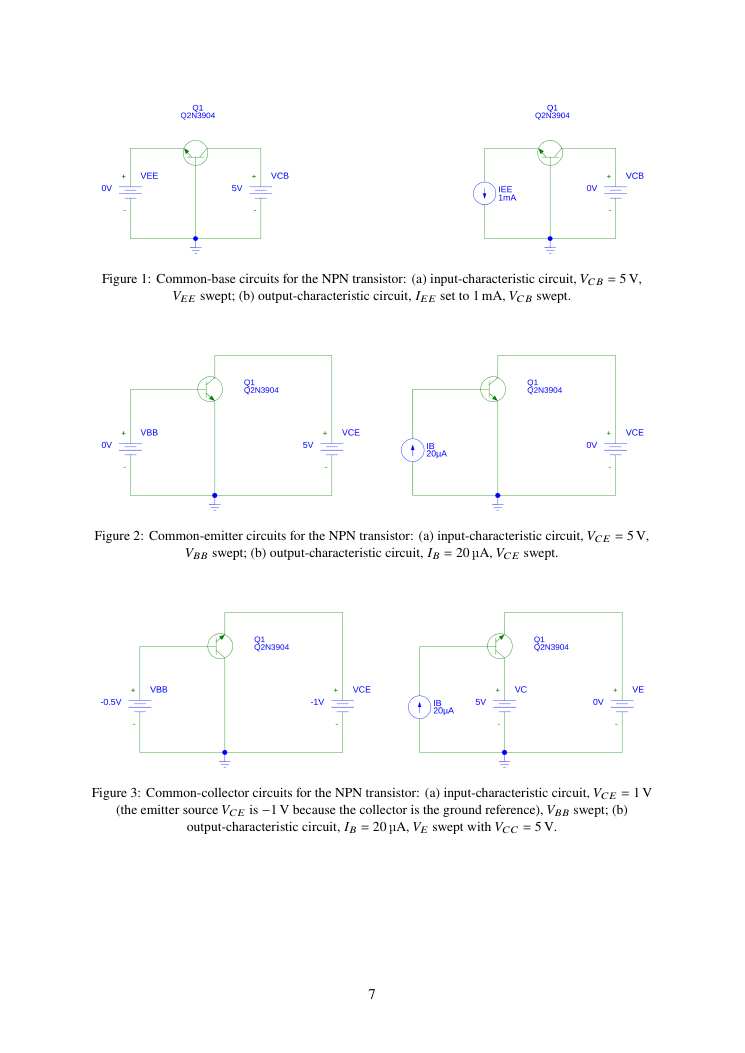 Q1
Q2N3904
VEE
0V
+
-
VCB
5V
+
-
Q1
Q2N3904
IEE
1mA
VCB
0V
+
-
Figure 1: Common-base circuits for the NPN transistor: (a) input-characteristic circuit, V_CB = 5 V,
V_EE swept; (b) output-characteristic circuit, I_EE set to 1 mA, V_CB swept.
Q1
Q2N3904
VBB
0V
+
-
VCE
5V
+
-
Q1
Q2N3904
IB
20µA
VCE
0V
+
-
Figure 2: Common-emitter circuits for the NPN transistor: (a) input-characteristic circuit, V_CE = 5 V,
V_BB swept; (b) output-characteristic circuit, I_B = 20 µA, V_CE swept.
Q1
Q2N3904
VBB
-0.5V
+
-
VCE
-1V
+
-
Q1
Q2N3904
IB
20µA
VC
5V
+
-
VE
0V
+
-
Figure 3: Common-collector circuits for the NPN transistor: (a) input-characteristic circuit, V_CE = 1 V
(the emitter source V_CE is −1 V because the collector is the ground reference), V_BB swept; (b)
output-characteristic circuit, I_B = 20 µA, V_E swept with V_CC = 5 V.
7